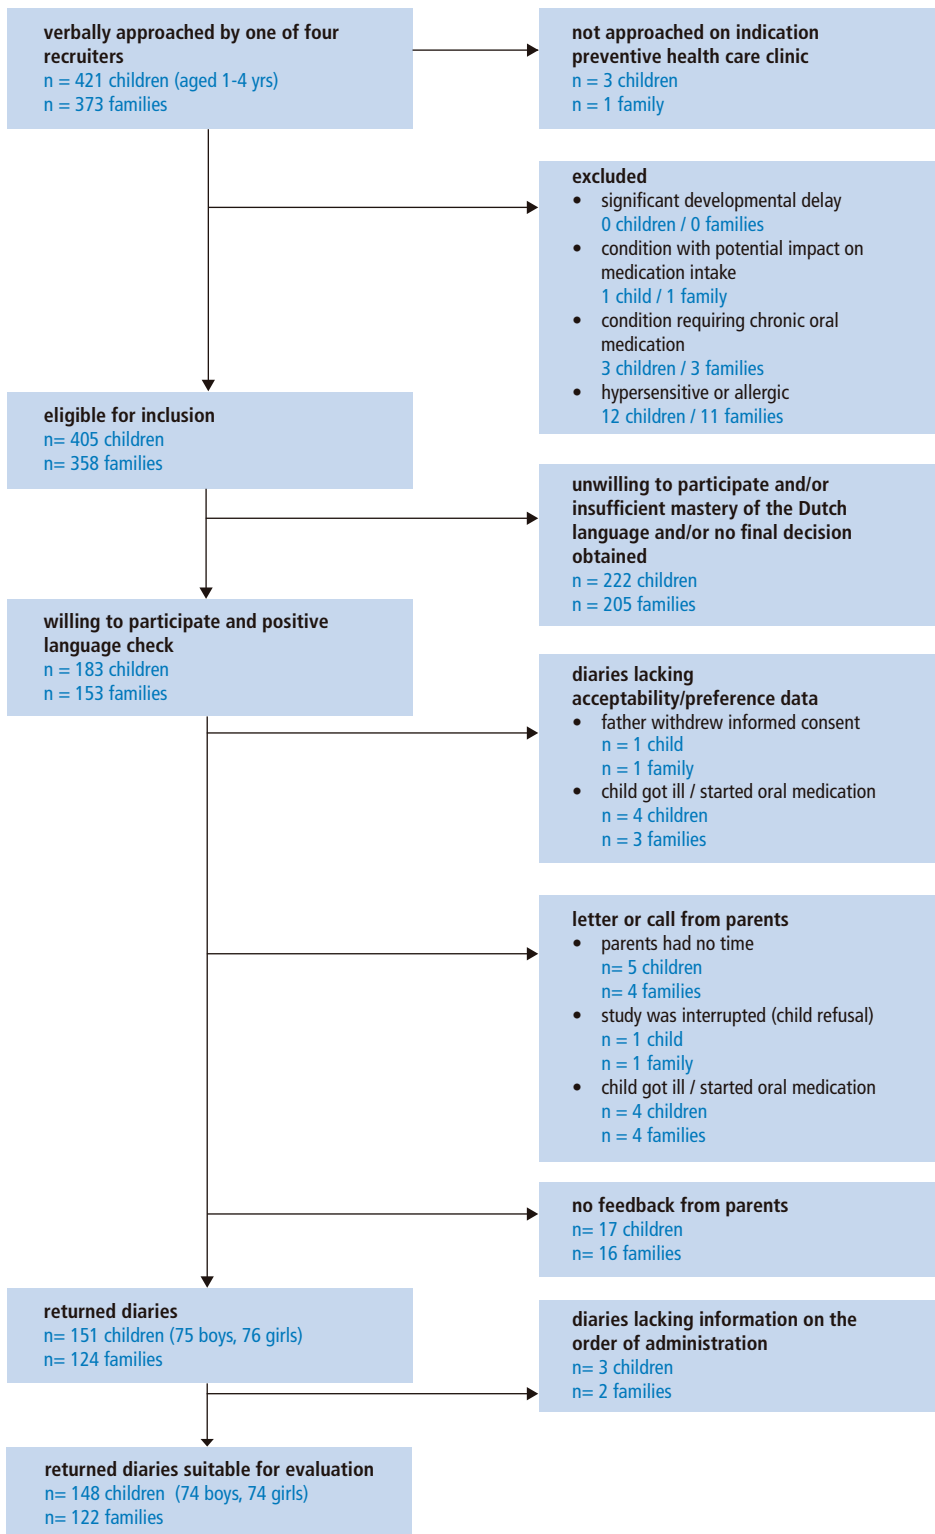 verbally approached by one of four
recruiters
n = 421 children (aged 1-4 yrs)
n = 373 families
not approached on indication
preventive health care clinic
n = 3 children
n = 1 family
excluded
• significant developmental delay
0 children / 0 families
• condition with potential impact on
medication intake
1 child / 1 family
• condition requiring chronic oral
medication
3 children / 3 families
• hypersensitive or allergic
12 children / 11 families
eligible for inclusion
n= 405 children
n= 358 families
unwilling to participate and/or
insufficient mastery of the Dutch
language and/or no final decision
obtained
n = 222 children
n = 205 families
willing to participate and positive
language check
n = 183 children
n = 153 families
diaries lacking
acceptability/preference data
• father withdrew informed consent
n = 1 child
n = 1 family
• child got ill / started oral medication
n = 4 children
n = 3 families
letter or call from parents
• parents had no time
n= 5 children
n= 4 families
• study was interrupted (child refusal)
n = 1 child
n = 1 family
• child got ill / started oral medication
n = 4 children
n = 4 families
no feedback from parents
n= 17 children
n= 16 families
returned diaries
n= 151 children (75 boys, 76 girls)
n= 124 families
diaries lacking information on the
order of administration
n= 3 children
n= 2 families
returned diaries suitable for evaluation
n= 148 children (74 boys, 74 girls)
n= 122 families